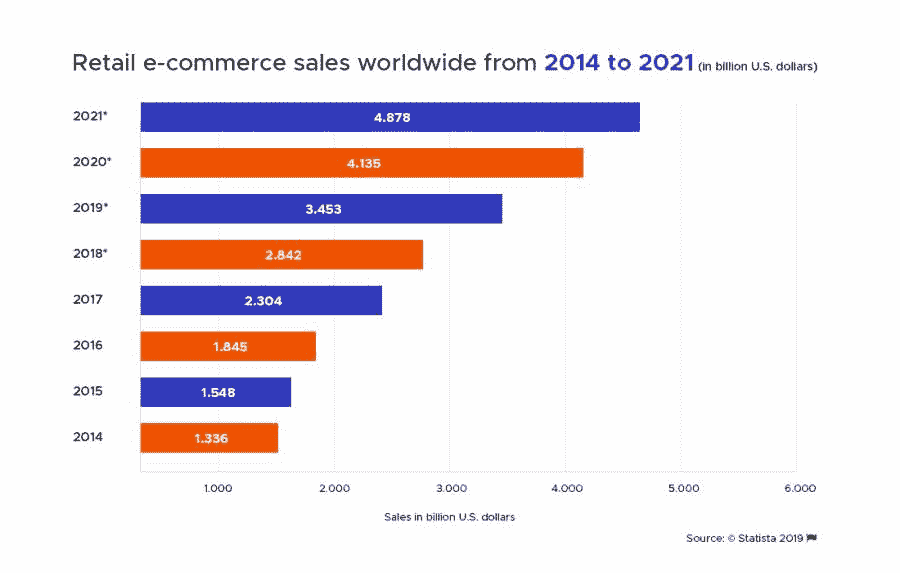 Retail e-commerce sales worldwide from 2014 to 2021 (in billion U.S. dollars)
2021* 4.878
2020* 4.135
2019* 3.453
2018* 2.842
2017 2.304
2016 1.845
2015 1.548
2014 1.336
1.000 2.000 3.000 4.000 5.000 6.000
Sales in billion U.S. dollars
Source: © Statista 2019